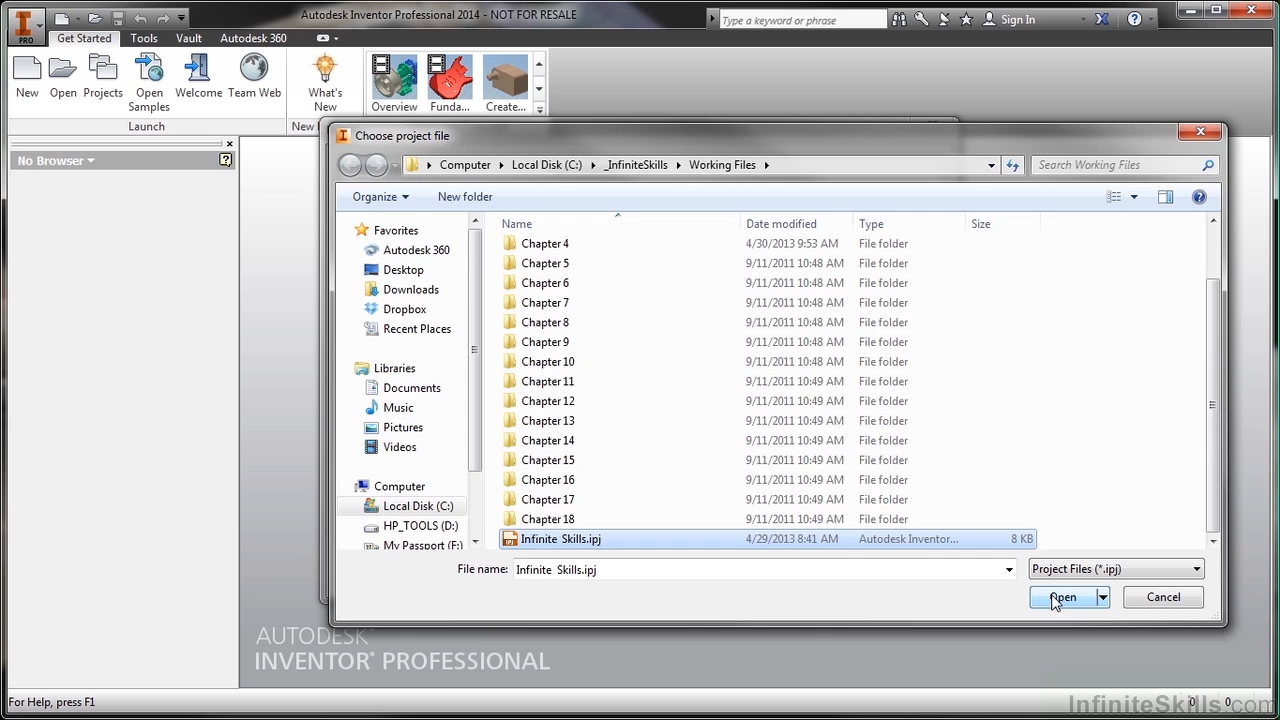 Autodesk Inventor Professional 2014 - NOT FOR RESALE
Type a keyword or phrase
Sign In
PRO
Get Started Tools Vault Autodesk 360
New Open Projects Open Samples Welcome Team Web What's New Overview Funda... Create...
Launch
New
No Browser
Choose project file
Computer Local Disk (C:) _InfiniteSkills Working Files
Search Working Files
Organize New folder
Name Date modified Type Size
Favorites
Autodesk 360
Desktop
Downloads
Dropbox
Recent Places
Libraries
Documents
Music
Pictures
Videos
Computer
Local Disk (C:)
HP_TOOLS (D:)
My Passport (F:)
Chapter 4 4/30/2013 9:53 AM File folder
Chapter 5 9/11/2011 10:48 AM File folder
Chapter 6 9/11/2011 10:48 AM File folder
Chapter 7 9/11/2011 10:48 AM File folder
Chapter 8 9/11/2011 10:48 AM File folder
Chapter 9 9/11/2011 10:48 AM File folder
Chapter 10 9/11/2011 10:48 AM File folder
Chapter 11 9/11/2011 10:49 AM File folder
Chapter 12 9/11/2011 10:49 AM File folder
Chapter 13 9/11/2011 10:49 AM File folder
Chapter 14 9/11/2011 10:49 AM File folder
Chapter 15 9/11/2011 10:49 AM File folder
Chapter 16 9/11/2011 10:49 AM File folder
Chapter 17 9/11/2011 10:49 AM File folder
Chapter 18 9/11/2011 10:49 AM File folder
Infinite Skills.ipj 4/29/2013 8:41 AM Autodesk Inventor... 8 KB
File name: Infinite Skills.ipj
Project Files (*.ipj)
Open Cancel
AUTODESK®
INVENTOR® PROFESSIONAL
For Help, press F1
0 0
InfiniteSkills.com